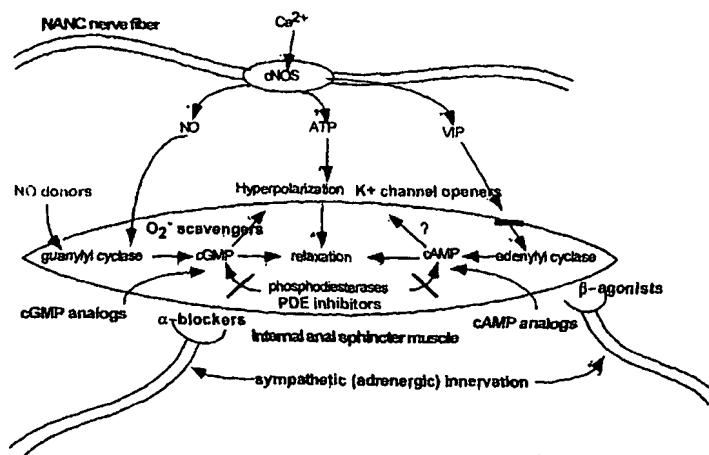 NANC nerve fiber
Ca2+
cNOS
NO
ATP
VIP
NO donors
Hyperpolarization K+ channel openers
O2- scavengers
?
guanylyl cyclase
cGMP
relaxation
cAMP
adenylyl cyclase
phosphodiesterases
PDE inhibitors
cGMP analogs
α-blockers
Internal anal sphincter muscle
cAMP analogs
β-agonists
sympathetic (adrenergic) innervation